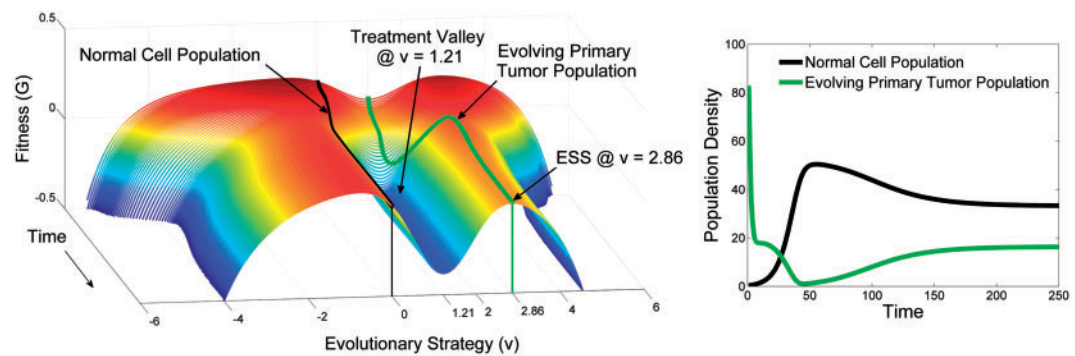 0.5
Fitness (G)
0
-0.5
Time
Normal Cell Population
Treatment Valley
@ v = 1.21
Evolving Primary
Tumor Population
ESS @ v = 2.86
-6
-4
-2
0
1.21
2
2.86
4
6
Evolutionary Strategy (v)
100
80
60
40
20
0
Population Density
Normal Cell Population
Evolving Primary Tumor Population
0
50
100
150
200
250
Time